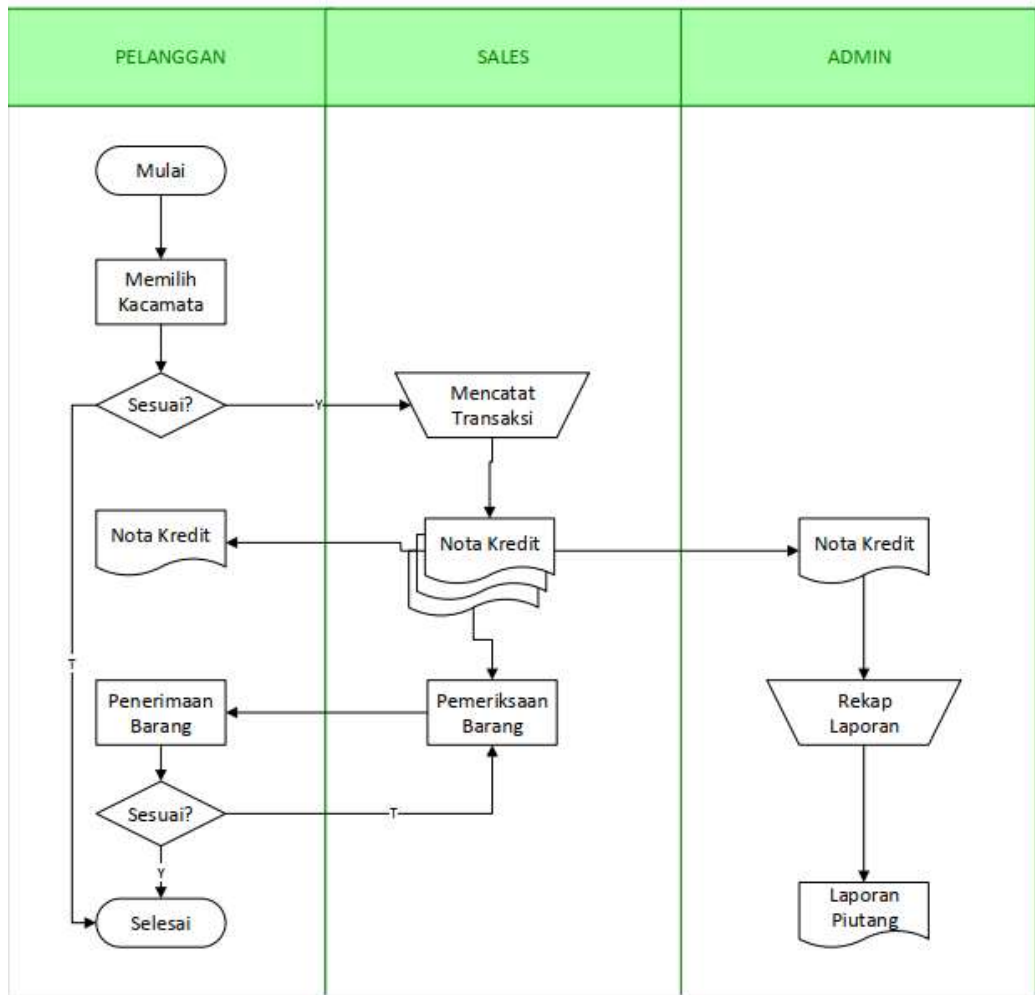 PELANGGAN
SALES
ADMIN
Mulai
Memilih
Kacamata
Sesuai?
Y
Mencatat
Transaksi
Nota Kredit
Nota Kredit
Nota Kredit
T
Penerimaan
Barang
Pemeriksaan
Barang
Rekap
Laporan
Sesuai?
T
Y
Selesai
Laporan
Piutang